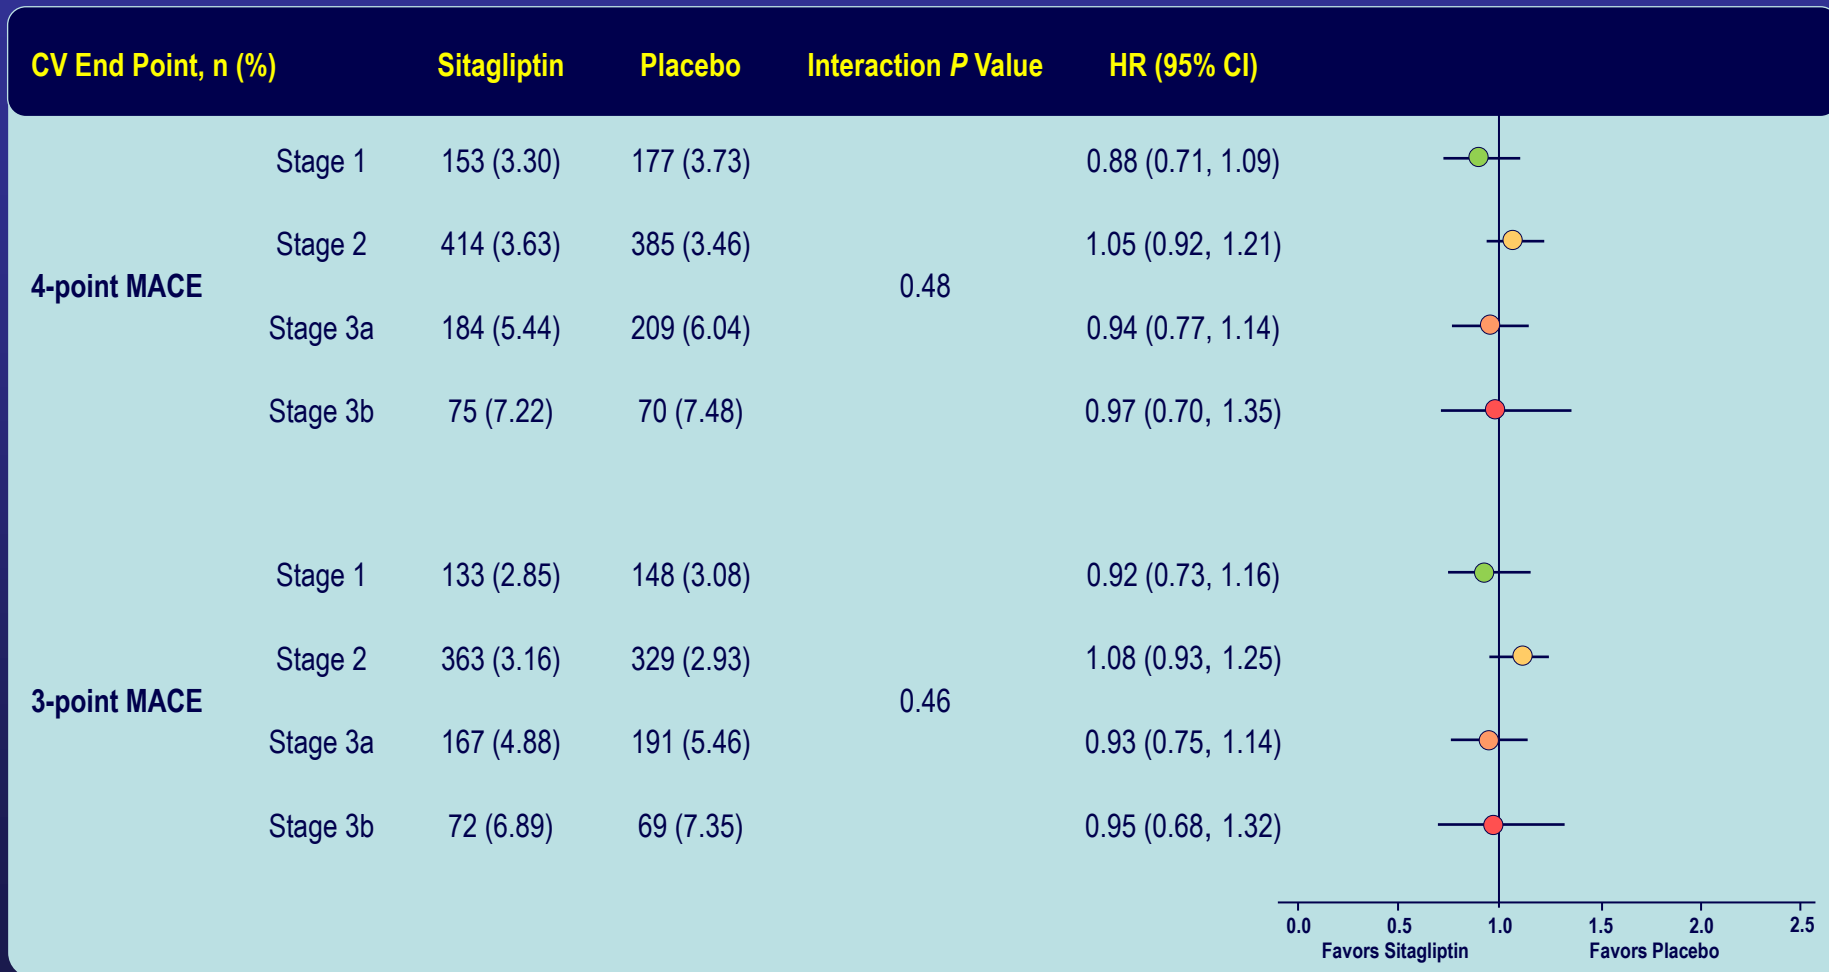 CV End Point, n (%) Sitagliptin Placebo Interaction P Value HR (95% CI)
Stage 1 153 (3.30) 177 (3.73) 0.88 (0.71, 1.09)
Stage 2 414 (3.63) 385 (3.46) 1.05 (0.92, 1.21)
4-point MACE 0.48
Stage 3a 184 (5.44) 209 (6.04) 0.94 (0.77, 1.14)
Stage 3b 75 (7.22) 70 (7.48) 0.97 (0.70, 1.35)
Stage 1 133 (2.85) 148 (3.08) 0.92 (0.73, 1.16)
Stage 2 363 (3.16) 329 (2.93) 1.08 (0.93, 1.25)
3-point MACE 0.46
Stage 3a 167 (4.88) 191 (5.46) 0.93 (0.75, 1.14)
Stage 3b 72 (6.89) 69 (7.35) 0.95 (0.68, 1.32)
0.0 0.5 1.0 1.5 2.0 2.5
Favors Sitagliptin Favors Placebo